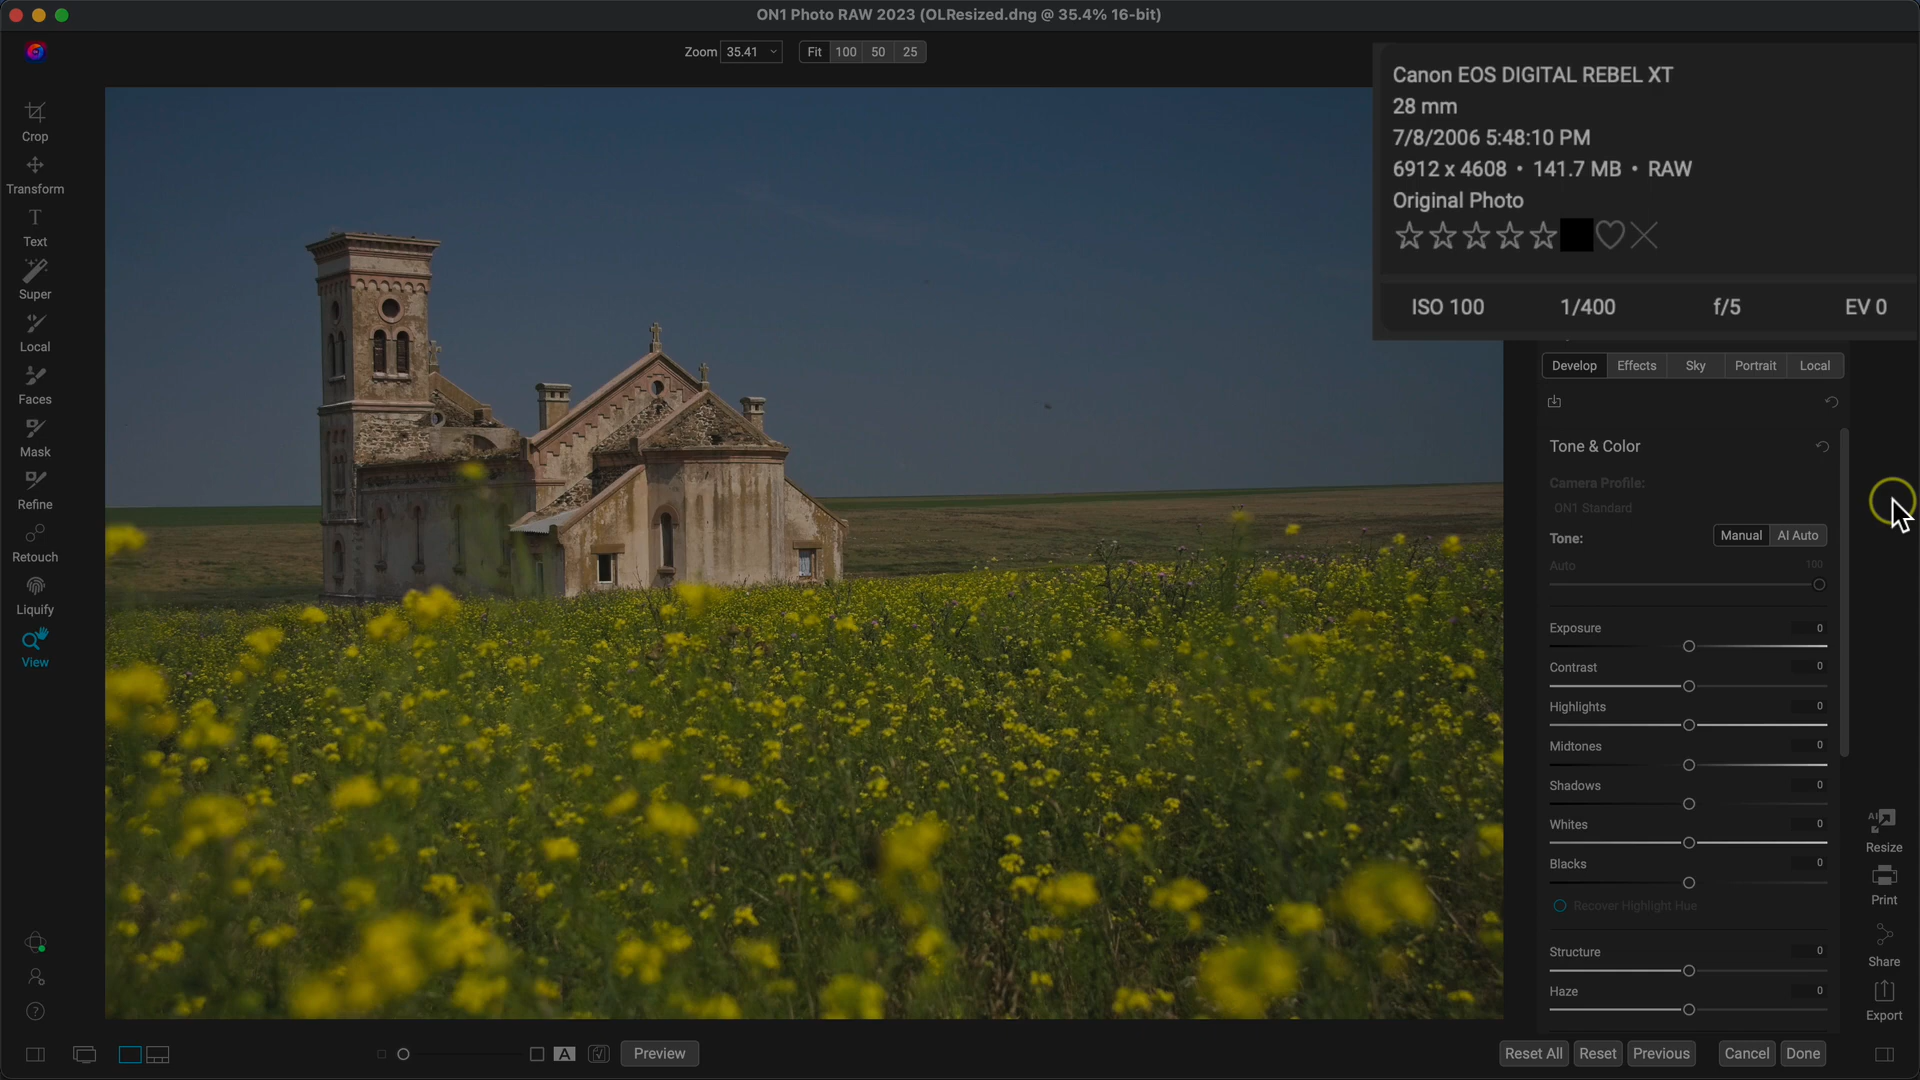 ON1 Photo RAW 2023 (OLResized.dng @ 35.4% 16-bit)
Zoom 35.41 Fit 100 50 25
Canon EOS DIGITAL REBEL XT
28 mm
7/8/2006 5:48:10 PM
6912 x 4608 • 141.7 MB • RAW
Original Photo
ISO 100 1/400 f/5 EV 0
Crop
Transform
T
Text
Super
Local
Faces
Mask
Refine
Retouch
Liquify
View
Develop Effects Sky Portrait Local
Tone & Color
Camera Profile:
ON1 Standard
Tone: Manual AI Auto
Auto 100
Exposure 0
Contrast 0
Highlights 0
Midtones 0
Shadows 0
Whites 0
Blacks 0
Recover Highlight Hue
Structure 0
Haze 0
AI
Resize
Print
Share
Export
?
A Preview
Reset All Reset Previous Cancel Done